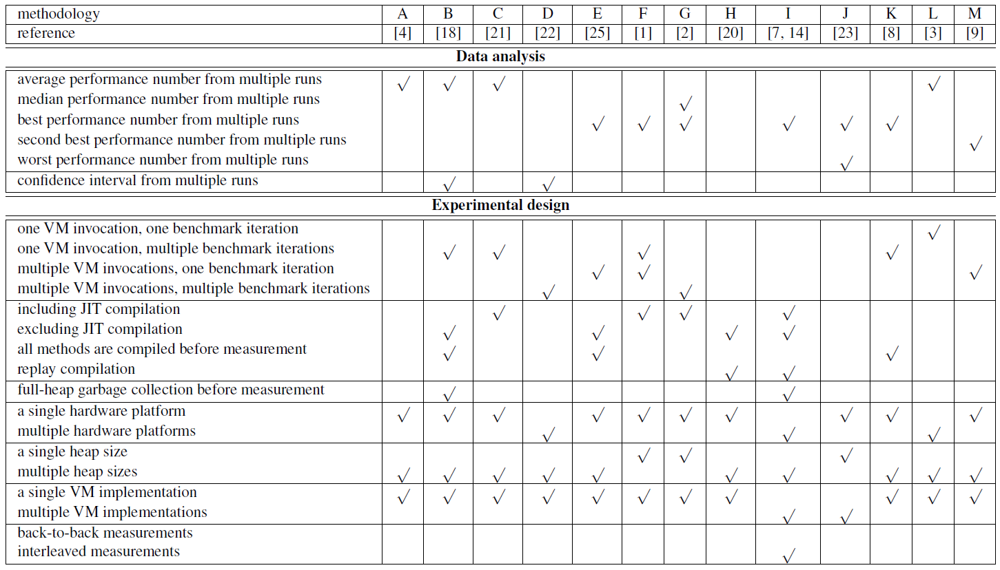 methodology A B C D E F G H I J K L M
reference [4] [18] [21] [22] [25] [1] [2] [20] [7, 14] [23] [8] [3] [9]
Data analysis
average performance number from multiple runs √ √ √ √
median performance number from multiple runs √
best performance number from multiple runs √ √ √ √ √ √
second best performance number from multiple runs √
worst performance number from multiple runs √
confidence interval from multiple runs √ √
Experimental design
one VM invocation, one benchmark iteration √
one VM invocation, multiple benchmark iterations √ √ √ √
multiple VM invocations, one benchmark iteration √ √ √
multiple VM invocations, multiple benchmark iterations √ √
including JIT compilation √ √ √ √
excluding JIT compilation √ √ √ √
all methods are compiled before measurement √ √ √
replay compilation √ √
full-heap garbage collection before measurement √ √
a single hardware platform √ √ √ √ √ √ √ √ √ √
multiple hardware platforms √ √ √
a single heap size √ √ √
multiple heap sizes √ √ √ √ √ √ √ √ √ √
a single VM implementation √ √ √ √ √ √ √ √ √ √ √
multiple VM implementations √ √
back-to-back measurements
interleaved measurements √